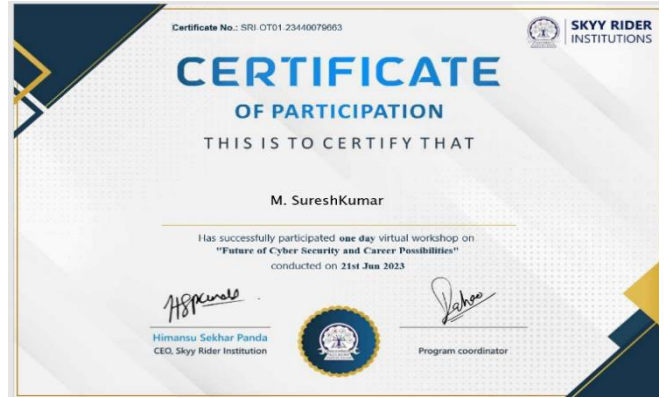 Certificate No.: SRI-OT01-23440079663
SKYY RIDER
INSTITUTIONS
CERTIFICATE
OF PARTICIPATION
THIS IS TO CERTIFY THAT
M. SureshKumar
Has successfully participated one day virtual workshop on
"Future of Cyber Security and Career Possibilities"
conducted on 21st Jun 2023
Himansu Sekhar Panda
CEO, Skyy Rider Institution
Program coordinator